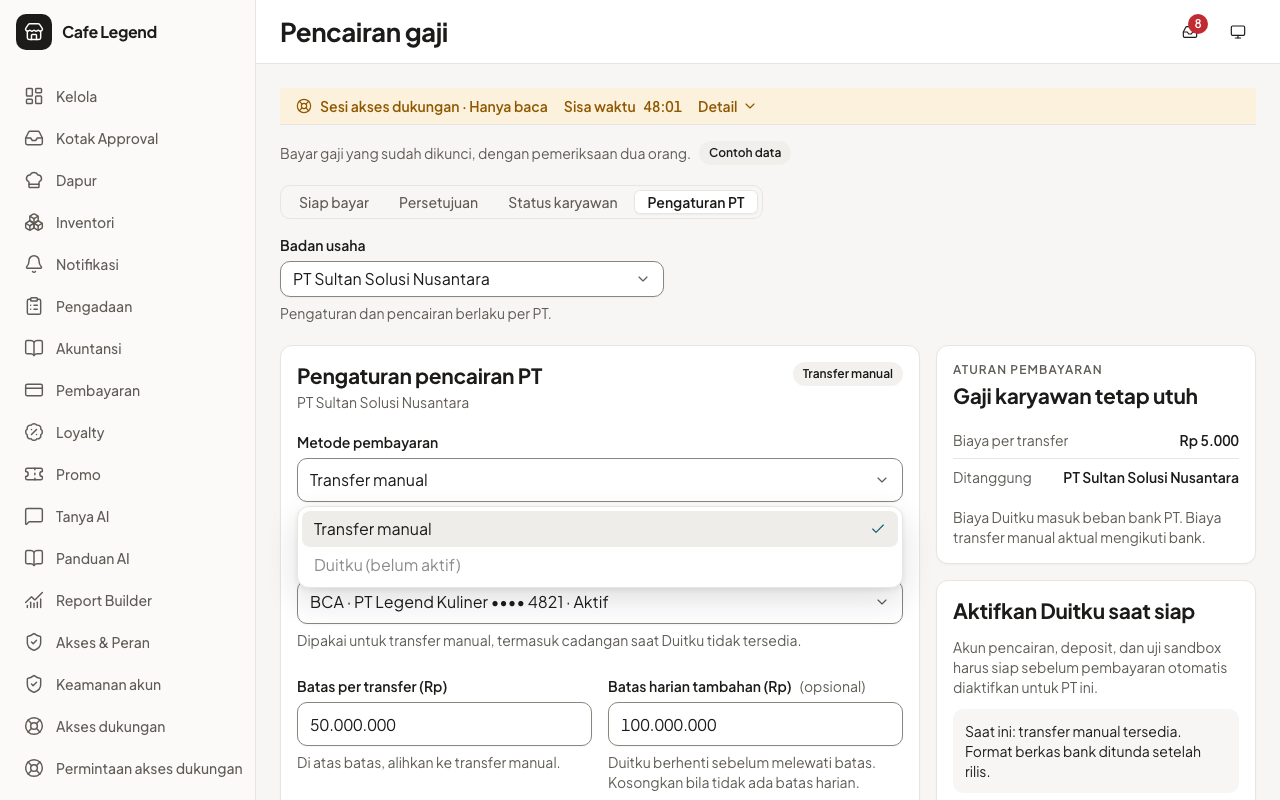 Cafe Legend
Pencairan gaji
8
Kelola
Kotak Approval
Dapur
Inventori
Notifikasi
Pengadaan
Akuntansi
Pembayaran
Loyalty
Promo
Tanya AI
Panduan AI
Report Builder
Akses & Peran
Keamanan akun
Akses dukungan
Permintaan akses dukungan
Sesi akses dukungan · Hanya baca Sisa waktu 48:01 Detail
Bayar gaji yang sudah dikunci, dengan pemeriksaan dua orang. Contoh data
Siap bayar Persetujuan Status karyawan Pengaturan PT
Badan usaha
PT Sultan Solusi Nusantara
Pengaturan dan pencairan berlaku per PT.
Pengaturan pencairan PT Transfer manual
PT Sultan Solusi Nusantara
Metode pembayaran
Transfer manual
Transfer manual
Duitku (belum aktif)
BCA · PT Legend Kuliner •••• 4821 · Aktif
Dipakai untuk transfer manual, termasuk cadangan saat Duitku tidak tersedia.
Batas per transfer (Rp) Batas harian tambahan (Rp) (opsional)
50.000.000 100.000.000
Di atas batas, alihkan ke transfer manual. Duitku berhenti sebelum melewati batas.
Kosongkan bila tidak ada batas harian.
ATURAN PEMBAYARAN
Gaji karyawan tetap utuh
Biaya per transfer Rp 5.000
Ditanggung PT Sultan Solusi Nusantara
Biaya Duitku masuk beban bank PT. Biaya
transfer manual aktual mengikuti bank.
Aktifkan Duitku saat siap
Akun pencairan, deposit, dan uji sandbox
harus siap sebelum pembayaran otomatis
diaktifkan untuk PT ini.
Saat ini: transfer manual tersedia.
Format berkas bank ditunda setelah
rilis.